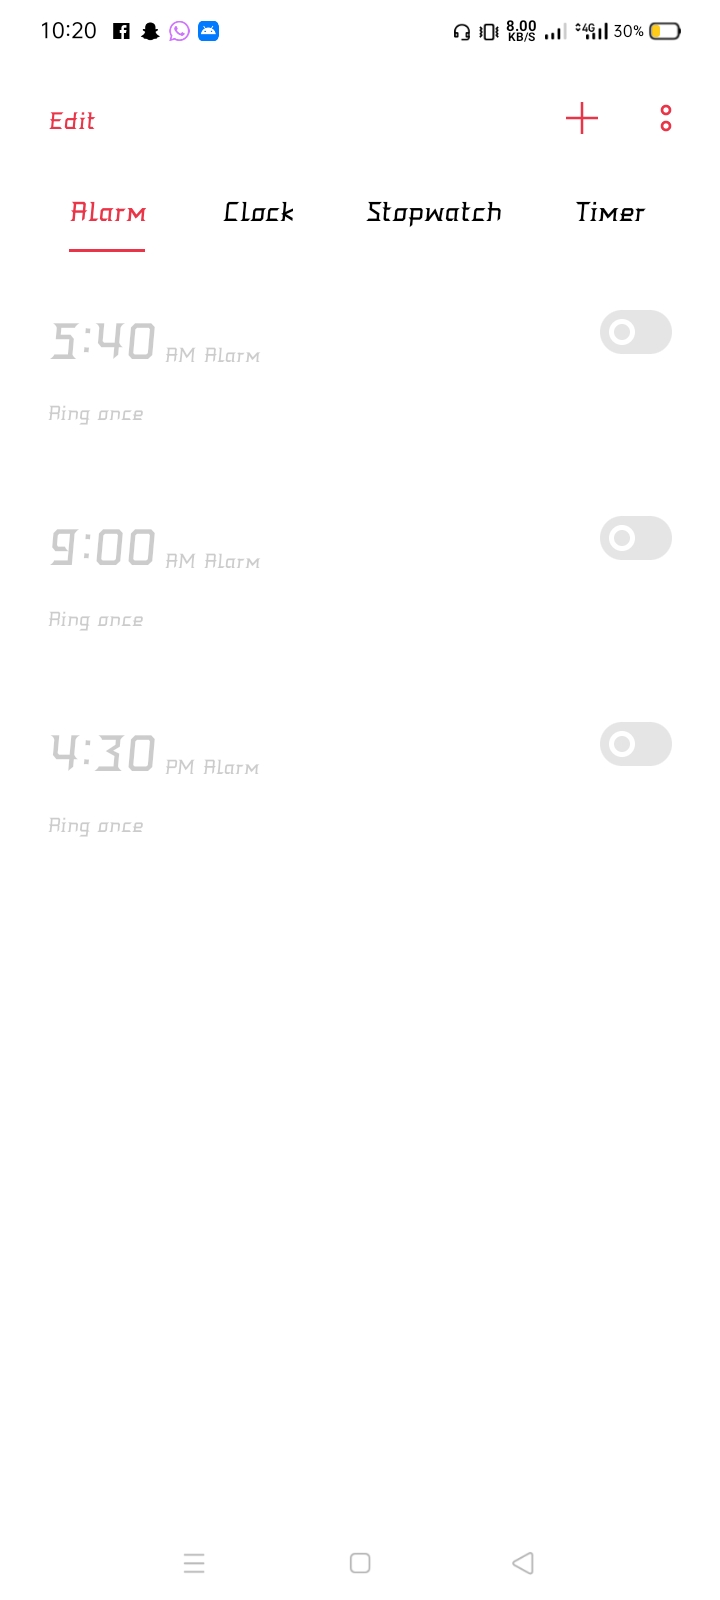 10:20 8.00 KB/S 4G 30%
Edit
Alarm Clock Stopwatch Timer
5:40 AM Alarm
Ring once
9:00 AM Alarm
Ring once
4:30 PM Alarm
Ring once